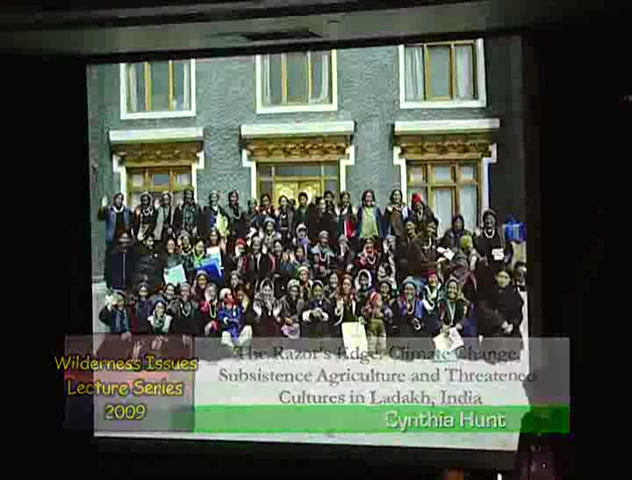 Wilderness Issues
Lecture Series
2009
The Razor's Edge: Climate Change,
Subsistence Agriculture and Threatened
Cultures in Ladakh, India
Cynthia Hunt